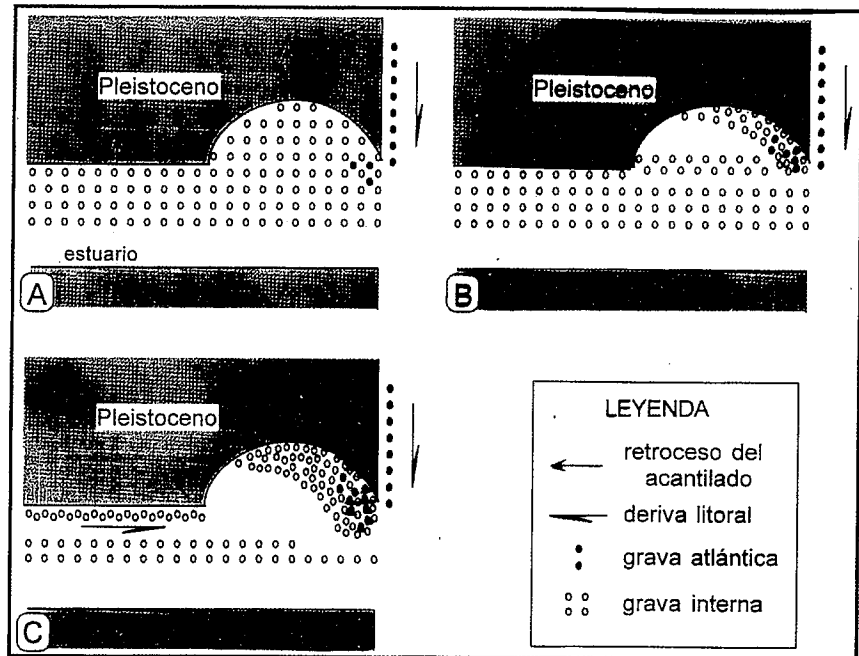 Pleistoceno
estuario
A
Pleistoceno
B
Pleistoceno
C
LEYENDA
retroceso del
acantilado
deriva litoral
grava atlántica
grava interna